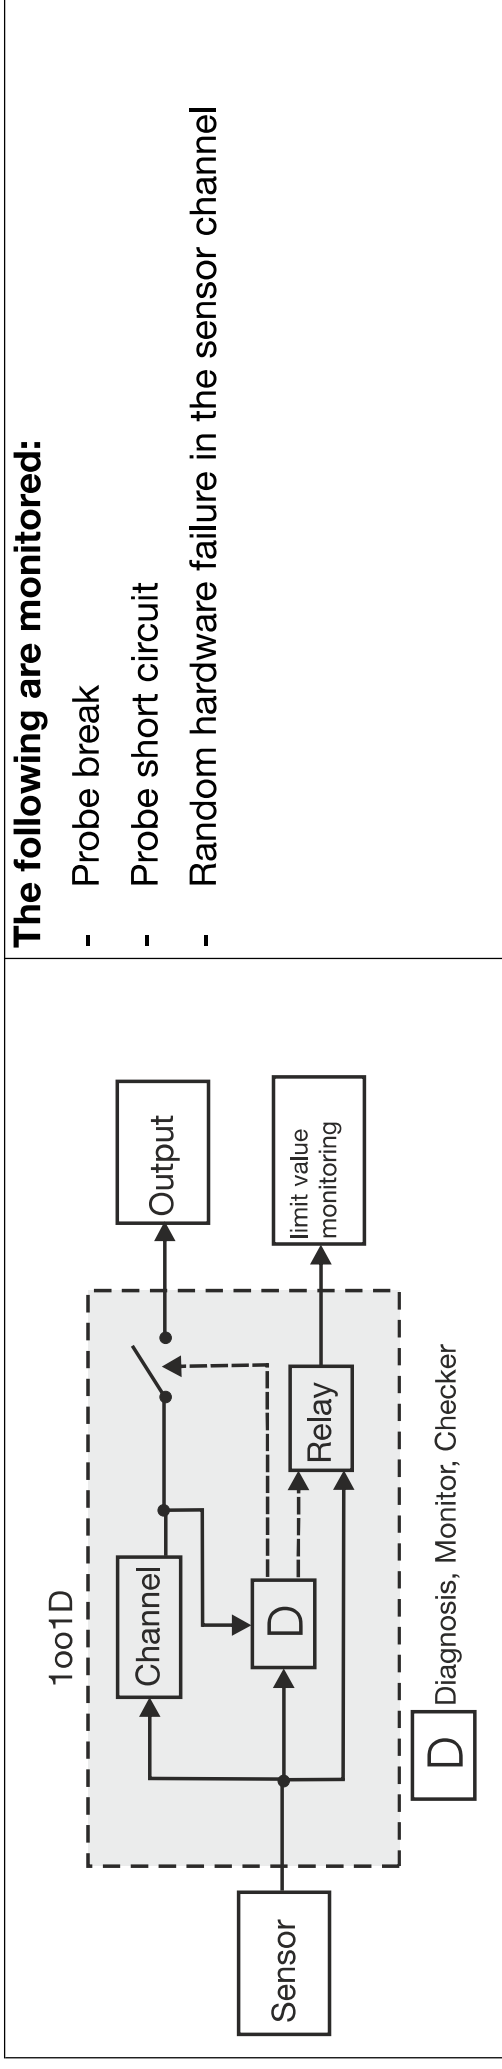 1oo1D
Sensor
Channel
D
Relay
Output
limit value
monitoring
D
Diagnosis, Monitor, Checker
The following are monitored:
- Probe break
- Probe short circuit
- Random hardware failure in the sensor channel